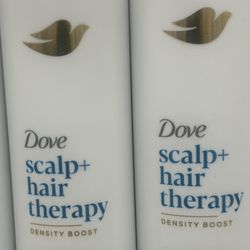 Dove
scalp+
hair
therapy
DENSITY BOOST
Dove
scalp+
hair
therapy
DENSITY BOOST